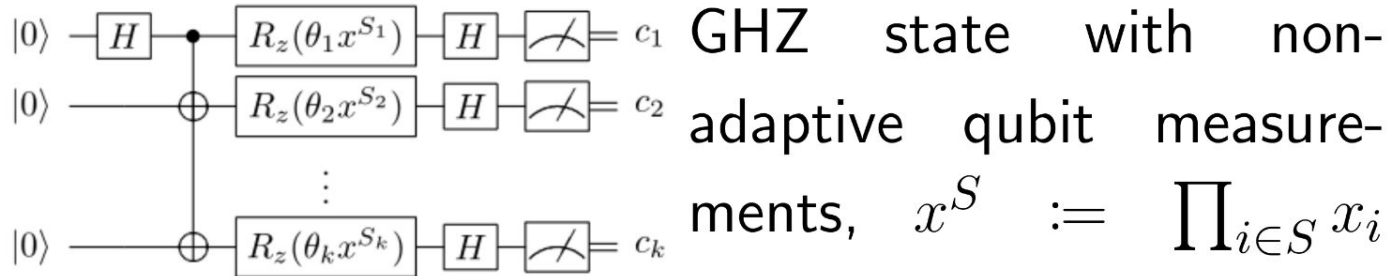 |0⟩ H R_z(θ_1 x^{S_1}) H = c_1
|0⟩ R_z(θ_2 x^{S_2}) H = c_2
⋮
|0⟩ R_z(θ_k x^{S_k}) H = c_k
GHZ state with non-
adaptive qubit measure-
ments, x^S := ∏_{i∈S} x_i